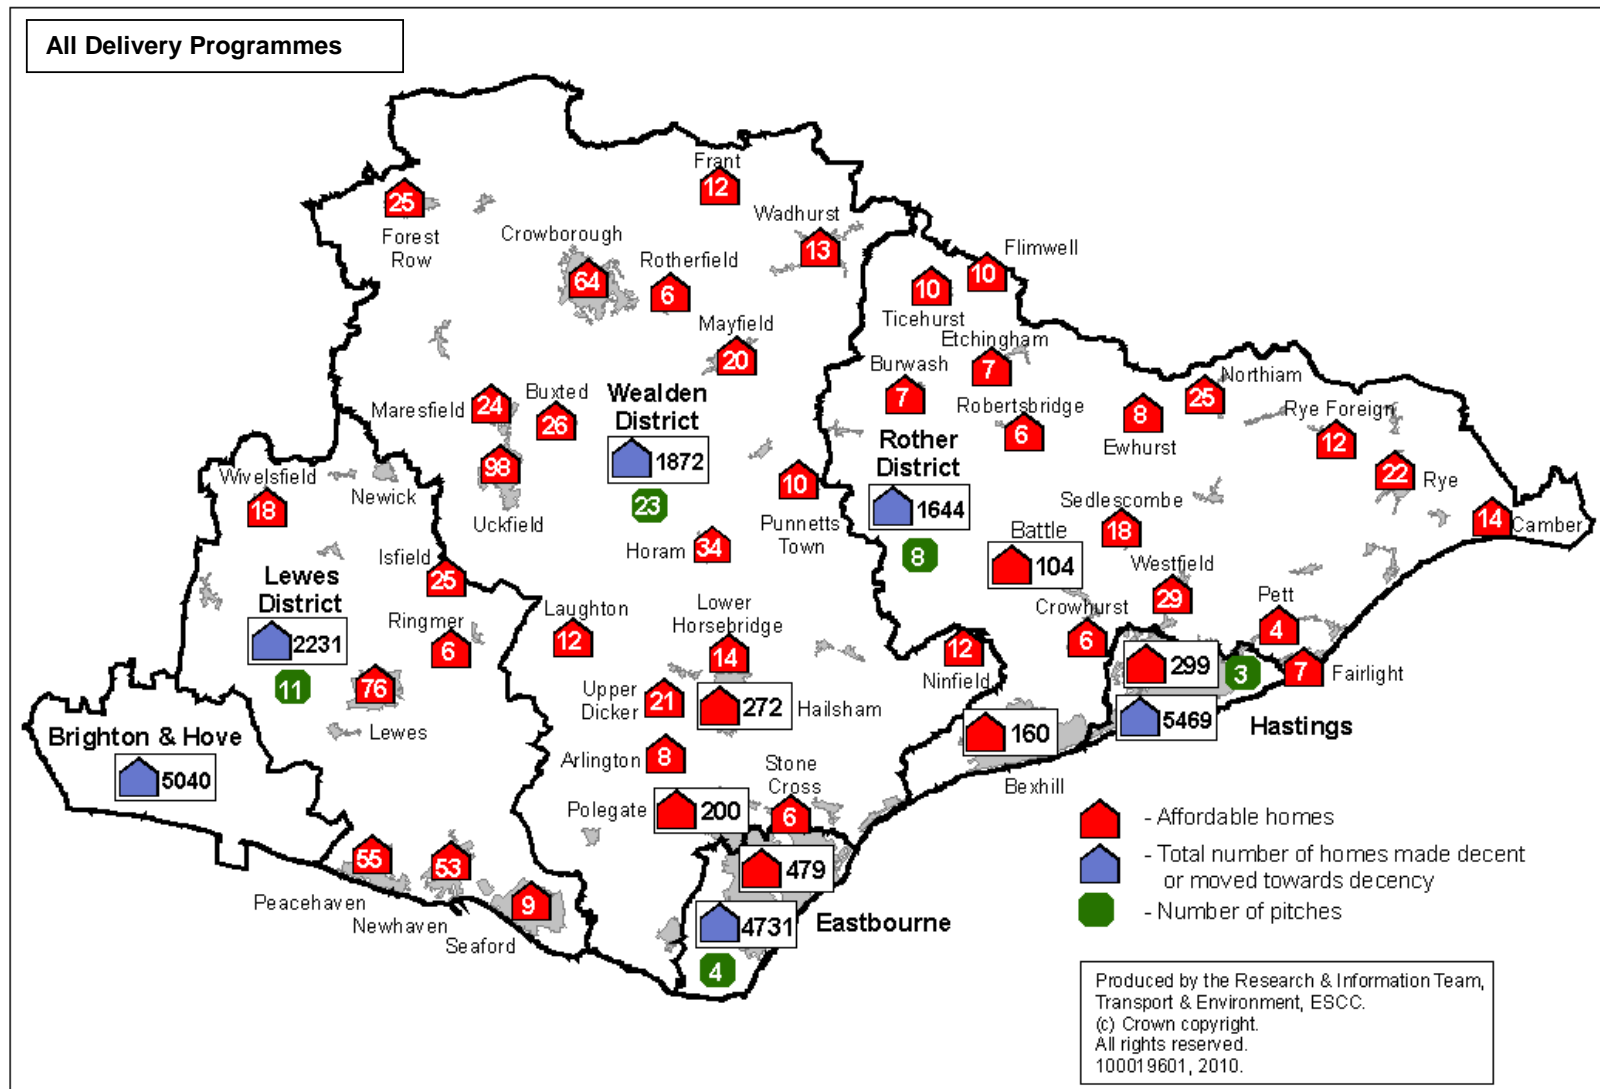 All Delivery Programmes
Frant
12
25
Forest
Row
Wadhurst
13
Crowborough
64
Rotherfield
6
Flimwell
10
10
Ticehurst
Mayfield
20
Etchingham
7
Burwash
7
Northiam
25
Maresfield
24
Buxted
26
Wealden
District
1872
23
Robertsbridge
6
8
Ewhurst
Rye Foreign
12
Rother
District
1644
8
98
Uckfield
22
Rye
Wivelsfield
18
Newick
10
Punnetts
Town
Sedlescombe
18
14
Camber
Horam
34
Battle
104
Isfield
25
Lewes
District
2231
11
Westfield
29
Laughton
12
Lower
Horsebridge
14
Crowhurst
6
Pett
4
Ringmer
6
12
Ninfield
299
3
7
Fairlight
76
Lewes
Upper
Dicker
21
272
Hailsham
5469
Hastings
Brighton & Hove
5040
160
Bexhill
Arlington
8
Stone
Cross
6
Polegate
200
55
Peacehaven
53
Newhaven
9
Seaford
479
4731
Eastbourne
4
- Affordable homes
- Total number of homes made decent
or moved towards decency
- Number of pitches
Produced by the Research & Information Team,
Transport & Environment, ESCC.
(c) Crown copyright.
All rights reserved.
100019601, 2010.